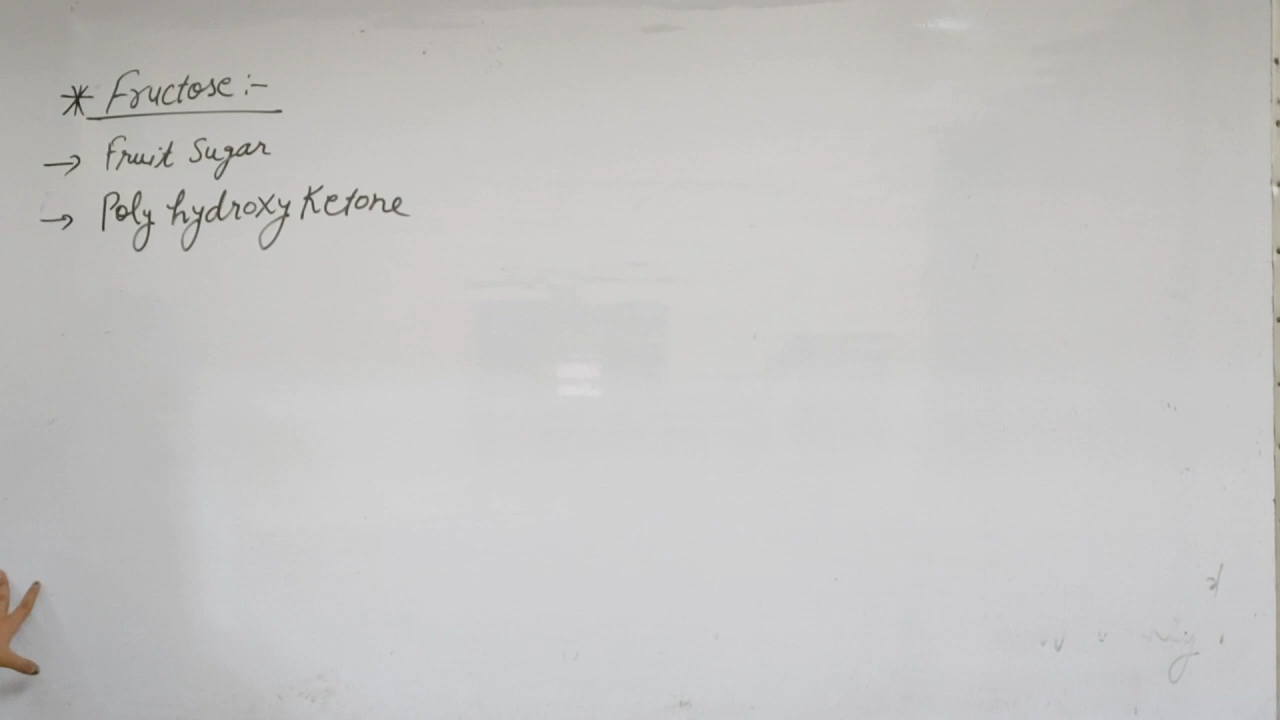 * Fructose :-
→ Fruit Sugar
→ Poly hydroxy Ketone